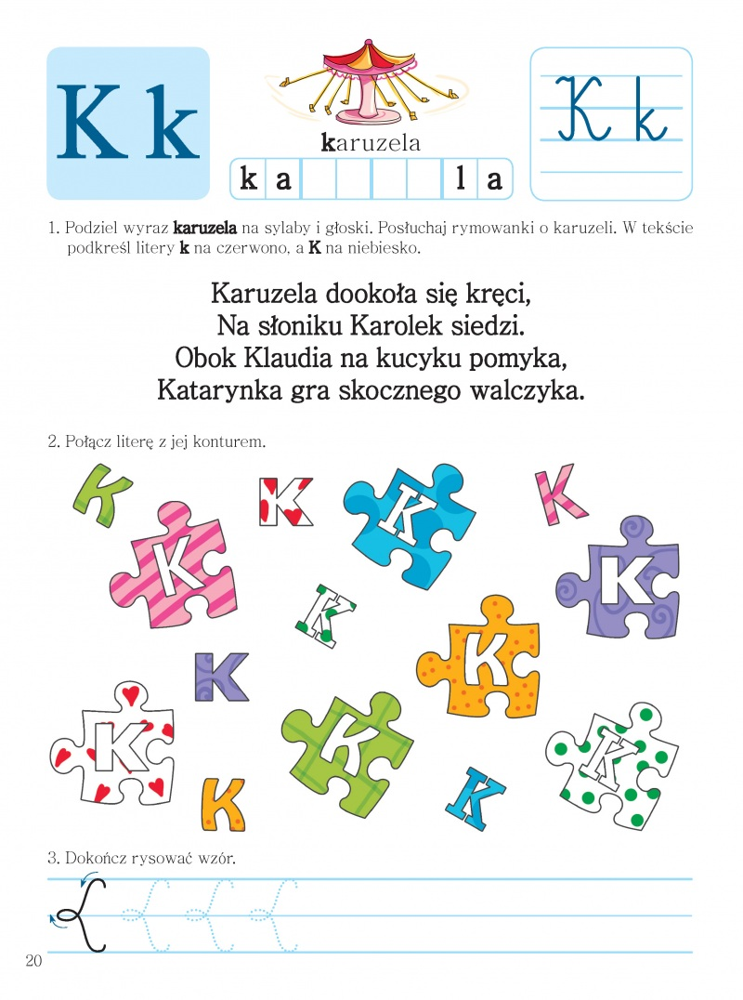 K k
karuzela
k a l a
K k
1. Podziel wyraz karuzela na sylaby i głoski. Posłuchaj rymowanki o karuzeli. W tekście
podkreśl litery k na czerwono, a K na niebiesko.
Karuzela dookoła się kręci,
Na słoniku Karolek siedzi.
Obok Klaudia na kucyku pomyka,
Katarynka gra skocznego walczyka.
2. Połącz literę z jej konturem.
K
K
K
K
K
K
K
K
K
K
K
K
K
K
3. Dokończ rysować wzór.
20